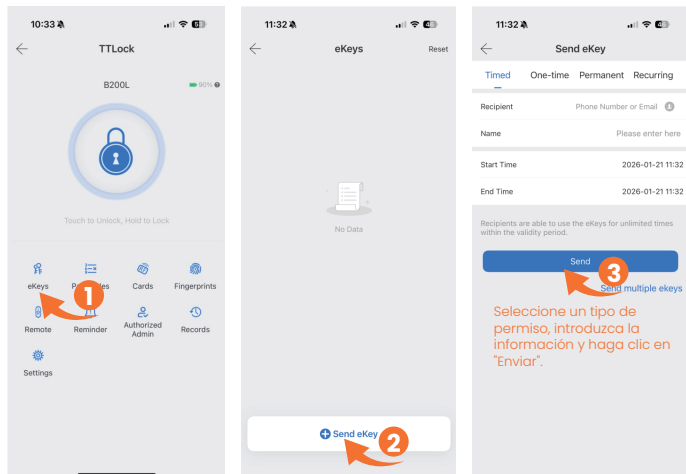 10:33
TTLock
B200L
90%
Touch to Unlock, Hold to Lock
eKeys
Cards
Fingerprints
1
Remote
Reminder
Authorized
Admin
Records
Settings
11:32
eKeys
Reset
No Data
Send eKey
2
11:32
Send eKey
Timed
One-time
Permanent
Recurring
Recipient
Phone Number or Email
Name
Please enter here
Start Time
2026-01-21 11:32
End Time
2026-01-21 11:32
Recipients are able to use the eKeys for unlimited times
within the validity period.
Send
3
Send multiple ekeys
Seleccione un tipo de
permiso, introduzca la
información y haga clic en
"Enviar".